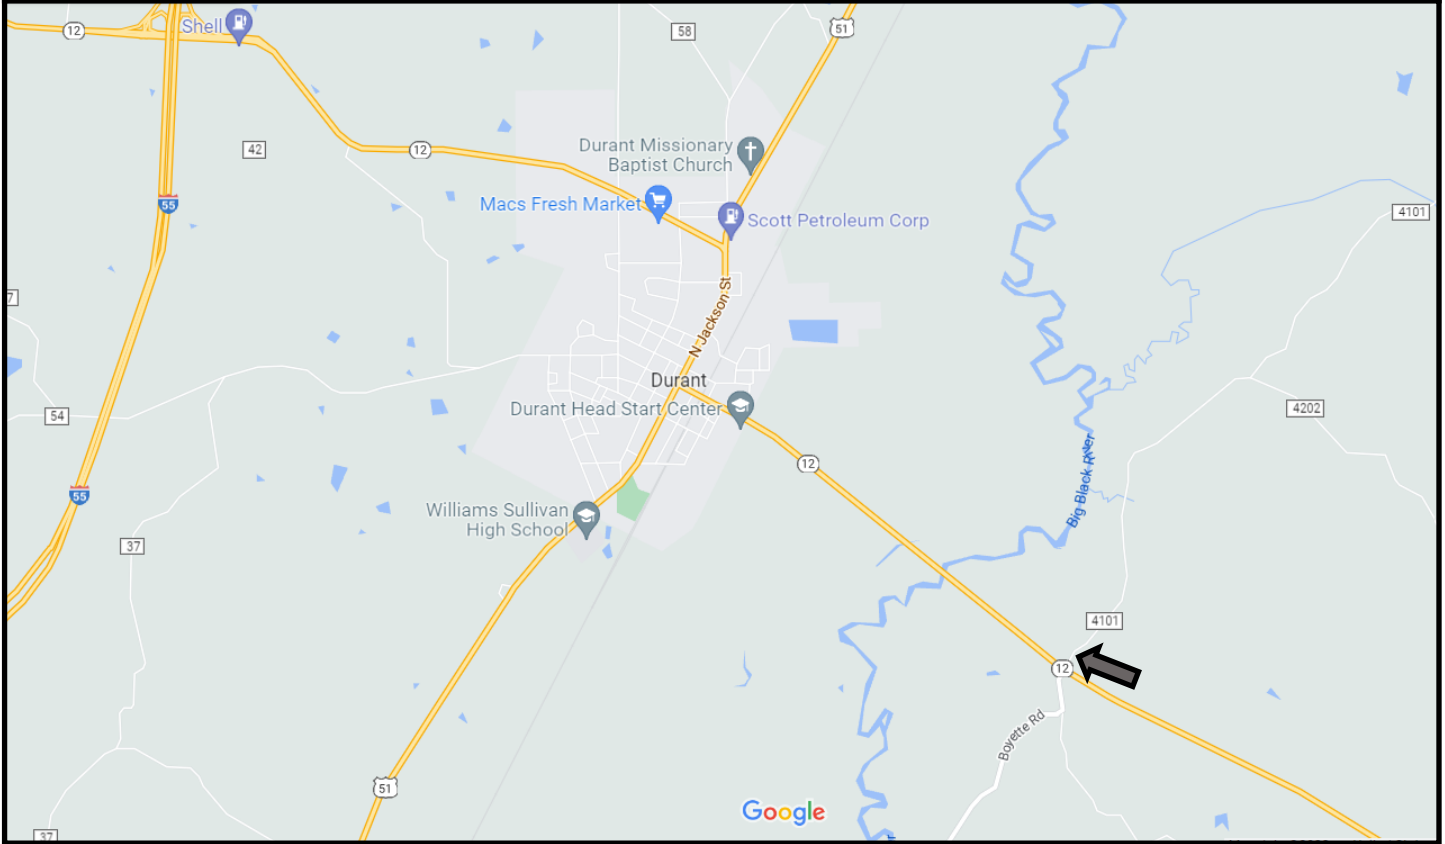 12
Shell
58
51
42
12
Durant Missionary
Baptist Church
55
Macs Fresh Market
Scott Petroleum Corp
4101
7
N Jackson St
Durant
Durant Head Start Center
54
4202
12
Big Black River
55
Williams Sullivan
High School
37
4101
12
Boyette Rd
51
Google
37